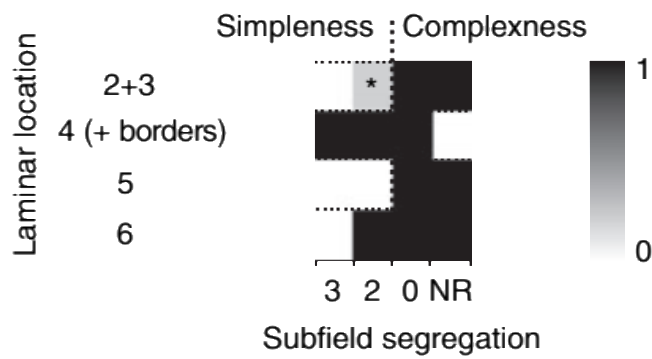 Simpleness Complexness
Laminar location
2+3
*
4 (+ borders)
5
6
1
0
3 2 0 NR
Subfield segregation